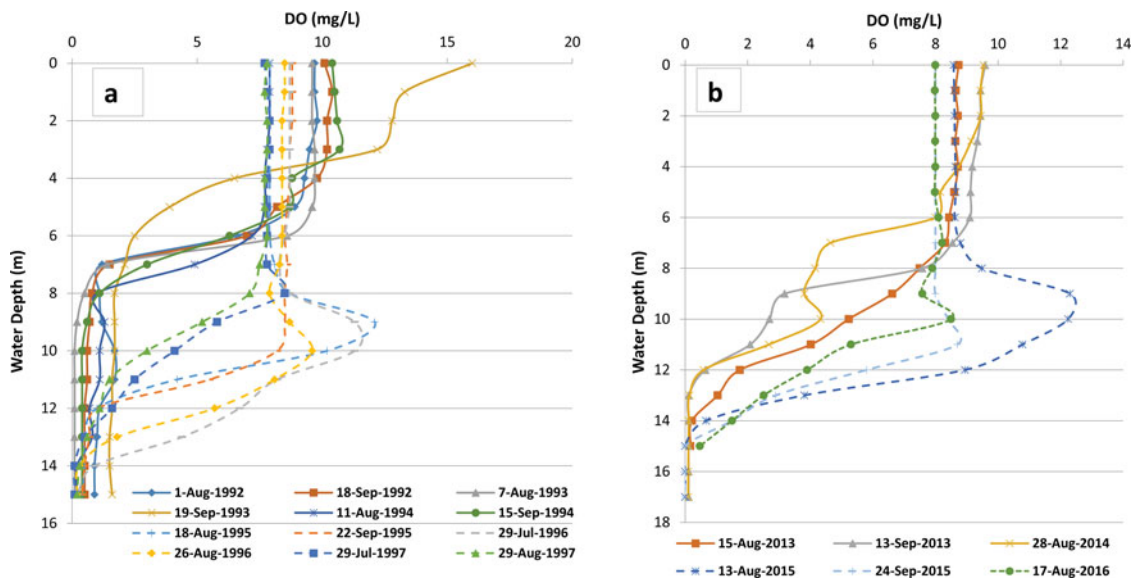 DO (mg/L)
0 5 10 15 20
a
Water Depth (m)
0
2
4
6
8
10
12
14
16
1-Aug-1992 18-Sep-1992 7-Aug-1993
19-Sep-1993 11-Aug-1994 15-Sep-1994
18-Aug-1995 22-Sep-1995 29-Jul-1996
26-Aug-1996 29-Jul-1997 29-Aug-1997
DO (mg/L)
0 2 4 6 8 10 12 14
b
Water Depth (m)
0
2
4
6
8
10
12
14
16
18
15-Aug-2013 13-Sep-2013 28-Aug-2014
13-Aug-2015 24-Sep-2015 17-Aug-2016